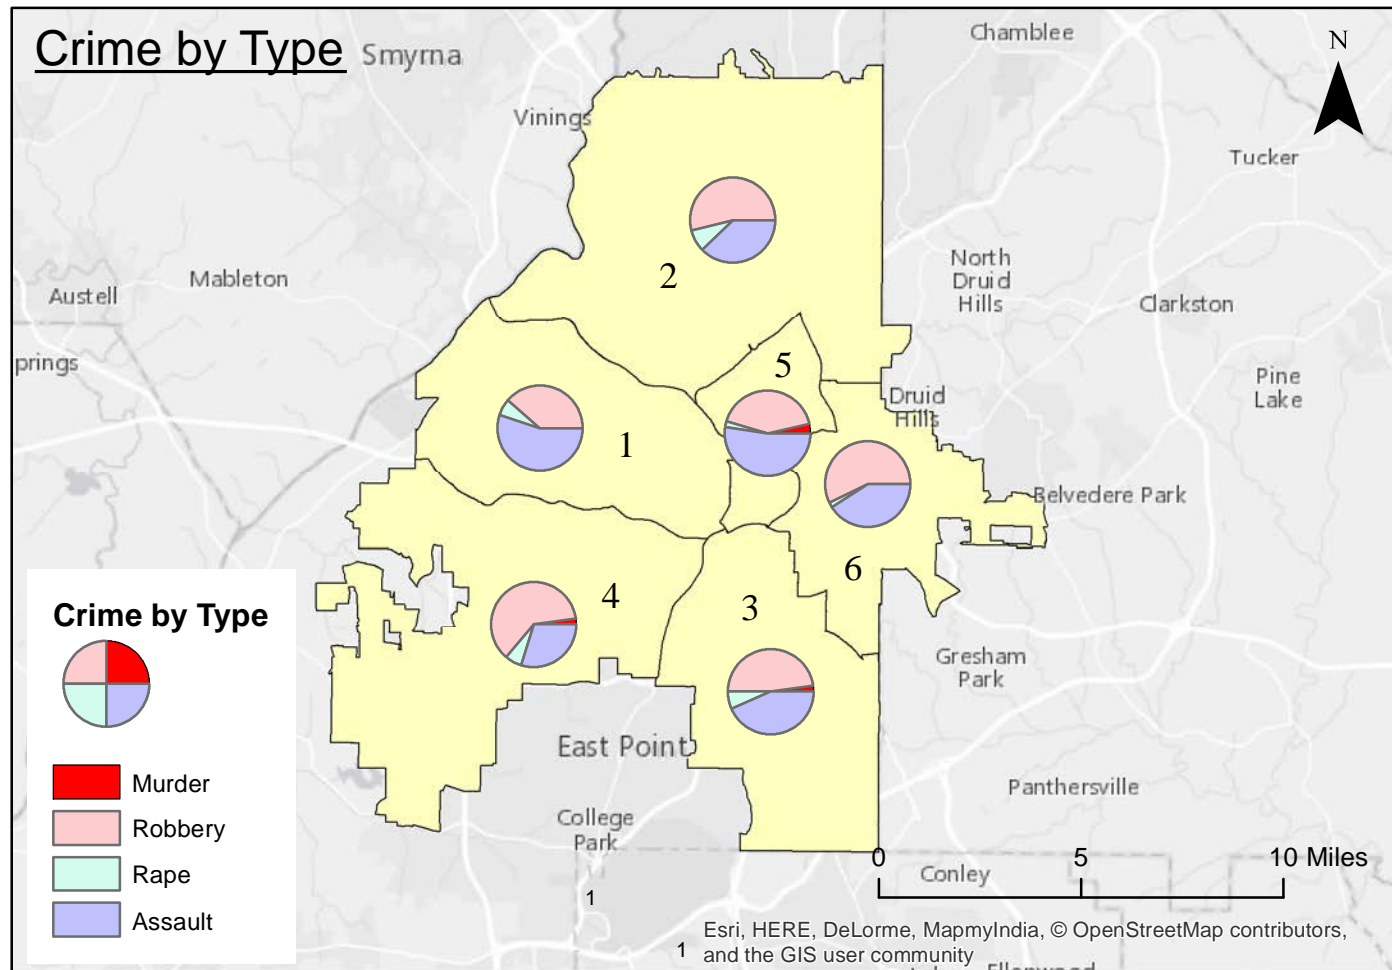 Crime by Type
Smyrna
Chamblee
N
Vinings
Tucker
North
Druid
Hills
Mableton
2
Austell
Clarkston
prings
5
Pine
Lake
Druid
Hills
1
Belvedere Park
6
4
3
Crime by Type
Gresham
Park
East Point
Murder
Panthersville
Robbery
College
Park
0 5 10 Miles
Rape
Conley
1
Assault
Esri, HERE, DeLorme, MapmyIndia, © OpenStreetMap contributors,
1
and the GIS user community
Ellenwood